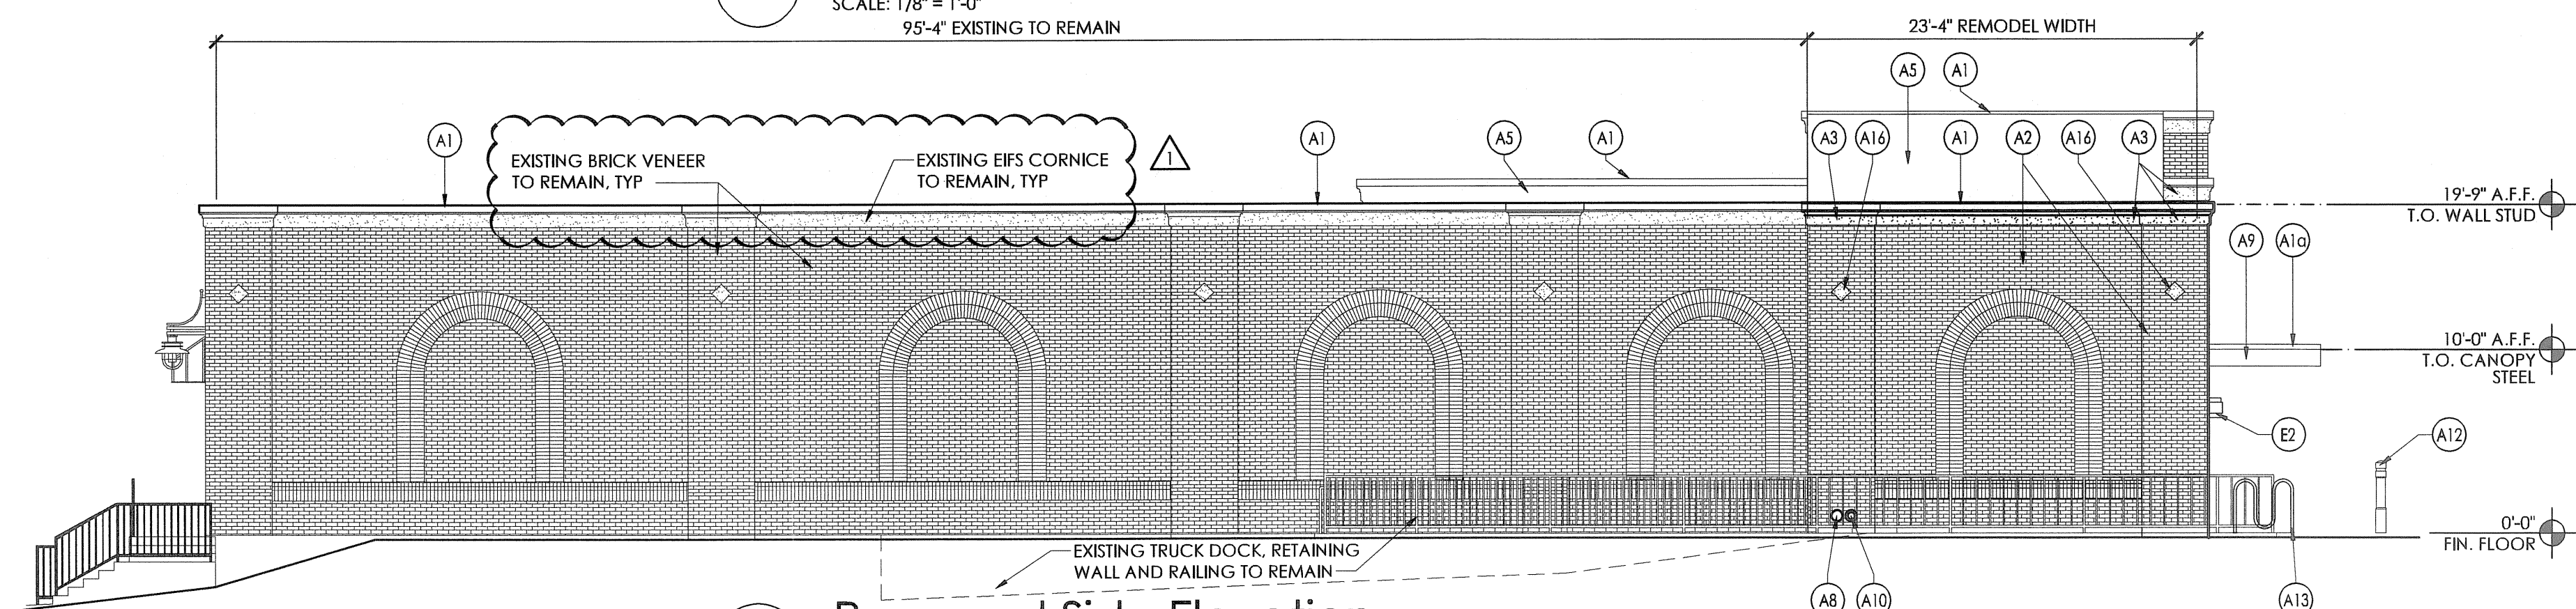 SCALE: 1/8" = 1'-0"
95'-4" EXISTING TO REMAIN
23'-4" REMODEL WIDTH
A5
A1
A1
EXISTING BRICK VENEER
TO REMAIN, TYP
EXISTING EIFS CORNICE
TO REMAIN, TYP
1
A1
A5
A1
A3
A16
A1
A2
A16
A3
19'-9" A.F.F.
T.O. WALL STUD
A9
A1a
10'-0" A.F.F.
T.O. CANOPY
STEEL
E2
A12
0'-0"
FIN. FLOOR
EXISTING TRUCK DOCK, RETAINING
WALL AND RAILING TO REMAIN
A8
A10
A13
Elevation